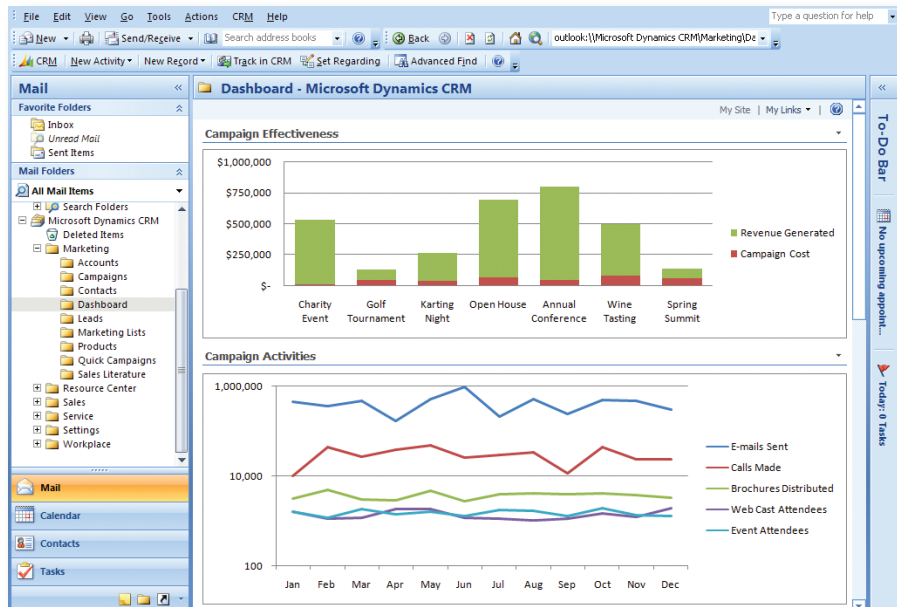 File Edit View Go Tools Actions CRM Help Type a question for help
New Send/Receive Search address books Back outlook:\\Microsoft Dynamics CRM\Marketing\Da
CRM New Activity New Record Track in CRM Set Regarding Advanced Find
Mail «
Favorite Folders
Inbox
Unread Mail
Sent Items
Mail Folders
All Mail Items
Search Folders
Microsoft Dynamics CRM
Deleted Items
Marketing
Accounts
Campaigns
Contacts
Dashboard
Leads
Marketing Lists
Products
Quick Campaigns
Sales Literature
Resource Center
Sales
Service
Settings
Workplace
Mail
Calendar
Contacts
Tasks
Dashboard - Microsoft Dynamics CRM
My Site | My Links |
Campaign Effectiveness
$1,000,000
$750,000
$500,000
$250,000
$-
Charity Event
Golf Tournament
Karting Night
Open House
Annual Conference
Wine Tasting
Spring Summit
Revenue Generated
Campaign Cost
Campaign Activities
1,000,000
10,000
100
Jan Feb Mar Apr May Jun Jul Aug Sep Oct Nov Dec
E-mails Sent
Calls Made
Brochures Distributed
Web Cast Attendees
Event Attendees
«
To-Do Bar
No upcoming appoint...
Today: 0 Tasks